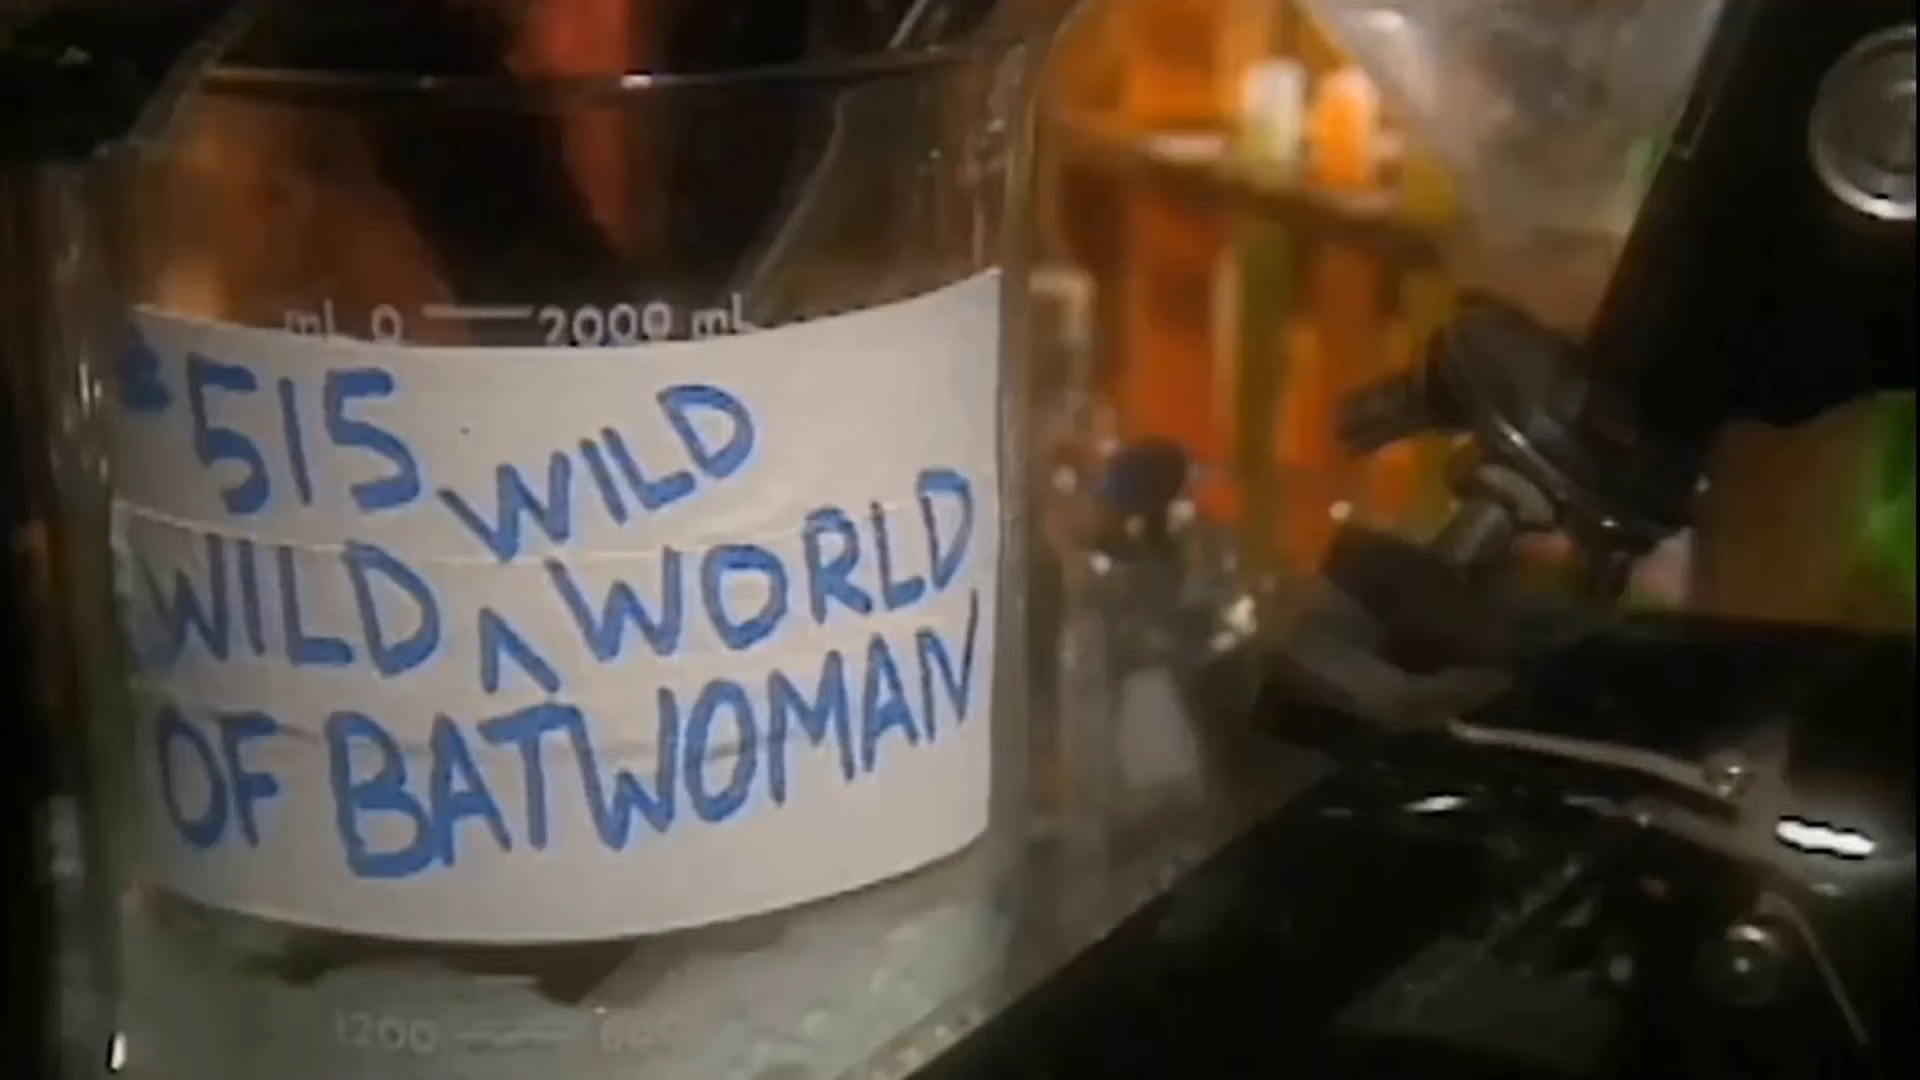 mL 0 2000 mL
#515 WILD
WILD ^ WORLD
OF BATWOMAN
1200